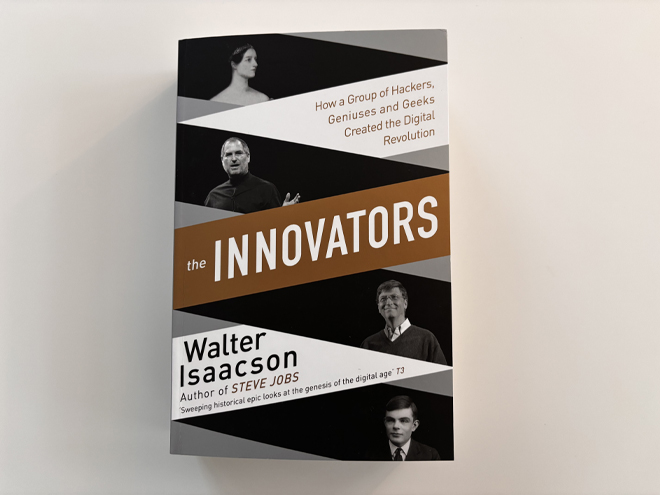 How a Group of Hackers,
Geniuses and Geeks
Created the Digital
Revolution
the INNOVATORS
Walter
Isaacson
Author of STEVE JOBS
'Sweeping historical epic looks at the genesis of the digital age' T3